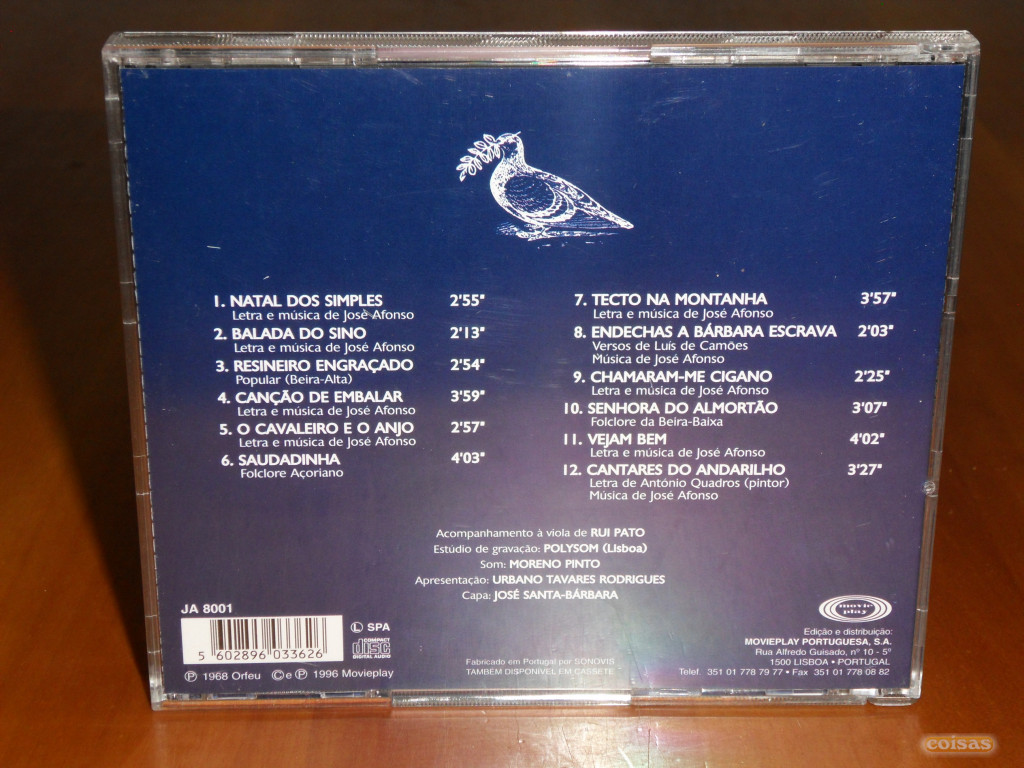 1. NATAL DOS SIMPLES 2'55"
Letra e música de José Afonso
2. BALADA DO SINO 2'13"
Letra e música de José Afonso
3. RESINEIRO ENGRAÇADO 2'54"
Popular (Beira-Alta)
4. CANÇÃO DE EMBALAR 3'59"
Letra e música de José Afonso
5. O CAVALEIRO E O ANJO 2'57"
Letra e música de José Afonso
6. SAUDADINHA 4'03"
Folclore Açoriano
7. TECTO NA MONTANHA 3'57"
Letra e música de José Afonso
8. ENDECHAS A BÁRBARA ESCRAVA 2'03"
Versos de Luís de Camões
Música de José Afonso
9. CHAMARAM-ME CIGANO 2'25"
Letra e música de José Afonso
10. SENHORA DO ALMORTÃO 3'07"
Folclore da Beira-Baixa
11. VEJAM BEM 4'02"
Letra e música de José Afonso
12. CANTARES DO ANDARILHO 3'27"
Letra de António Quadros (pintor)
Música de José Afonso
Acompanhamento à viola de RUI PATO
Estúdio de gravação: POLYSOM (Lisboa)
Som: MORENO PINTO
Apresentação: URBANO TAVARES RODRIGUES
Capa: JOSÉ SANTA-BÁRBARA
JA 8001
5 602896 033626
Ⓛ SPA
COMPACT
disc
DIGITAL AUDIO
Ⓟ 1968 Orfeu © e Ⓟ 1996 Movieplay
Fabricado em Portugal por SONOVIS
TAMBÉM DISPONÍVEL EM CASSETE
movie
play
Edição e distribuição:
MOVIEPLAY PORTUGUESA, S.A.
Rua Alfredo Guisado, nº 10 - 5º
1500 LISBOA • PORTUGAL
Telef. 351 01 778 79 77 • Fax 351 01 778 08 82
coisas